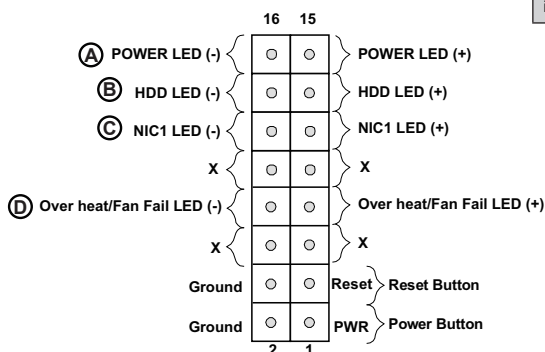 16 15
A POWER LED (-) POWER LED (+)
B HDD LED (-) HDD LED (+)
C NIC1 LED (-) NIC1 LED (+)
X X
D Over heat/Fan Fail LED (-) Over heat/Fan Fail LED (+)
X X
Ground Reset Reset Button
Ground PWR Power Button
2 1